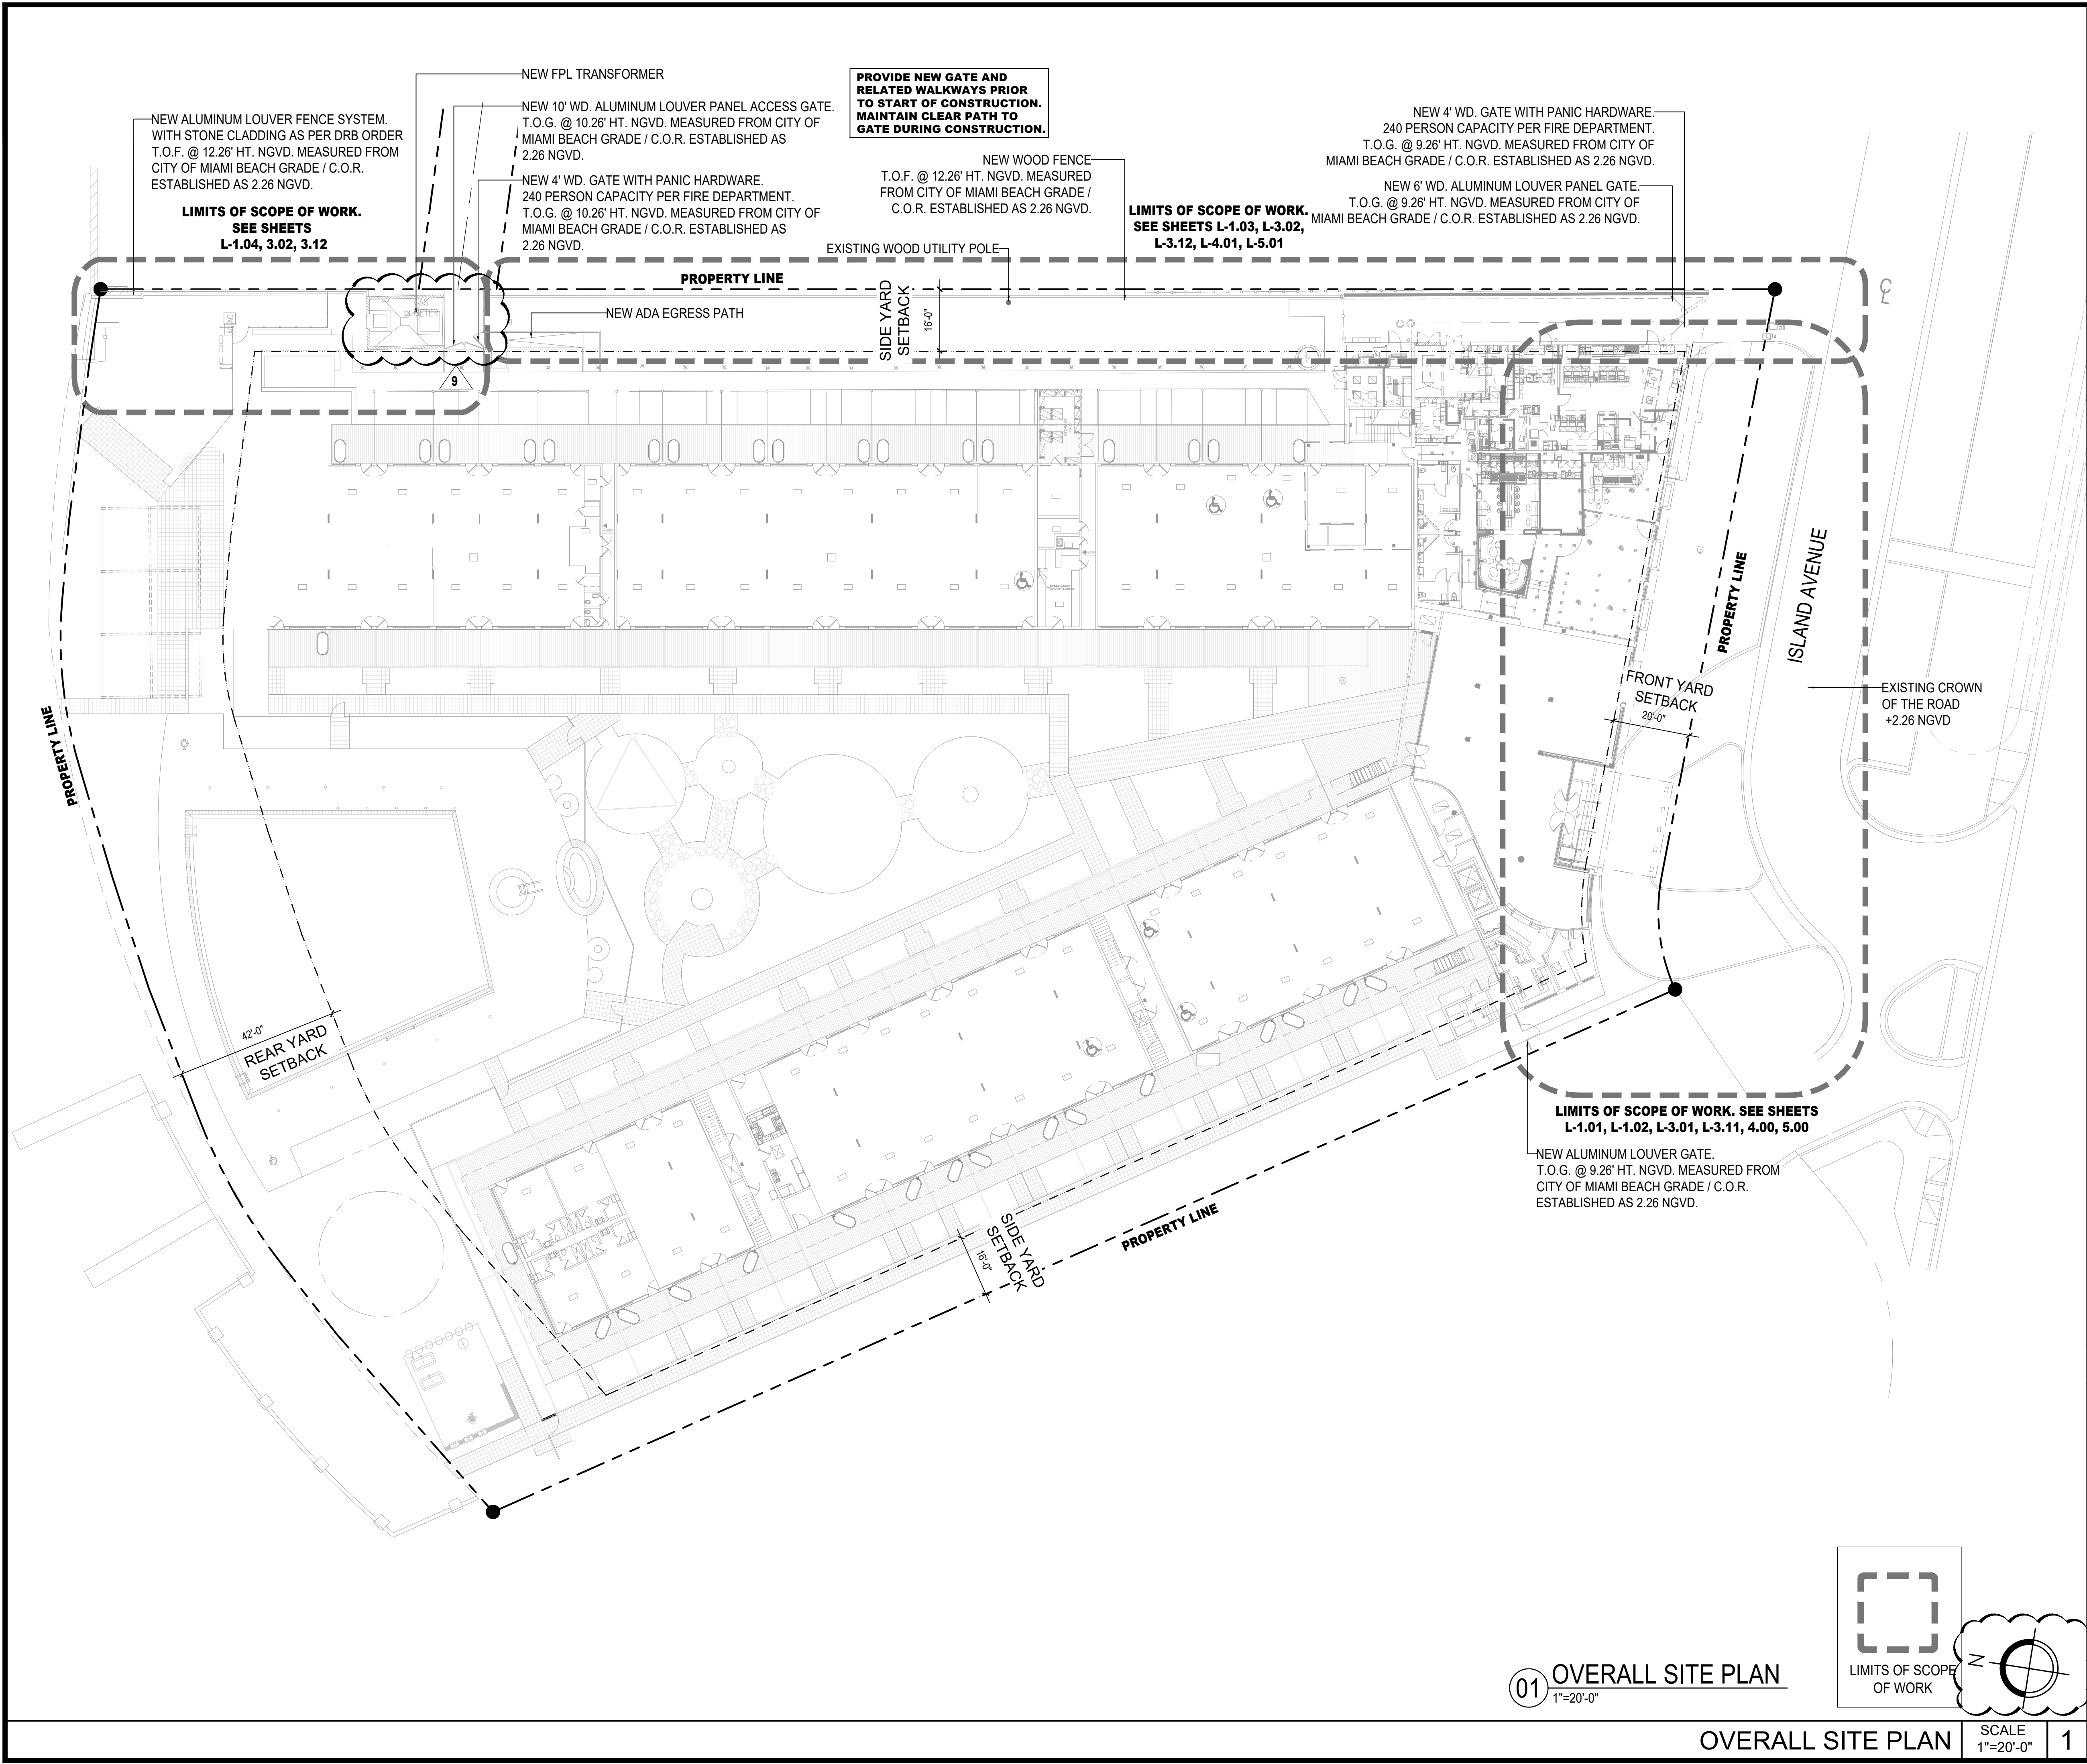 NEW FPL TRANSFORMER
NEW 10' WD. ALUMINUM LOUVER PANEL ACCESS GATE.
T.O.G. @ 10.26' HT. NGVD. MEASURED FROM CITY OF
MIAMI BEACH GRADE / C.O.R. ESTABLISHED AS
2.26 NGVD.
NEW 4' WD. GATE WITH PANIC HARDWARE.
240 PERSON CAPACITY PER FIRE DEPARTMENT.
T.O.G. @ 10.26' HT. NGVD. MEASURED FROM CITY OF
MIAMI BEACH GRADE / C.O.R. ESTABLISHED AS
2.26 NGVD.
NEW ALUMINUM LOUVER FENCE SYSTEM.
WITH STONE CLADDING AS PER DRB ORDER
T.O.F. @ 12.26' HT. NGVD. MEASURED FROM
CITY OF MIAMI BEACH GRADE / C.O.R.
ESTABLISHED AS 2.26 NGVD.
LIMITS OF SCOPE OF WORK.
SEE SHEETS
L-1.04, 3.02, 3.12
PROVIDE NEW GATE AND
RELATED WALKWAYS PRIOR
TO START OF CONSTRUCTION.
MAINTAIN CLEAR PATH TO
GATE DURING CONSTRUCTION.
NEW WOOD FENCE
T.O.F. @ 12.26' HT. NGVD. MEASURED
FROM CITY OF MIAMI BEACH GRADE /
C.O.R. ESTABLISHED AS 2.26 NGVD.
EXISTING WOOD UTILITY POLE
LIMITS OF SCOPE OF WORK.
SEE SHEETS L-1.03, L-3.02,
L-3.12, L-4.01, L-5.01
NEW 4' WD. GATE WITH PANIC HARDWARE.
240 PERSON CAPACITY PER FIRE DEPARTMENT.
T.O.G. @ 9.26' HT. NGVD. MEASURED FROM CITY OF
MIAMI BEACH GRADE / C.O.R. ESTABLISHED AS 2.26 NGVD.
NEW 6' WD. ALUMINUM LOUVER PANEL GATE.
T.O.G. @ 9.26' HT. NGVD. MEASURED FROM CITY OF
MIAMI BEACH GRADE / C.O.R. ESTABLISHED AS 2.26 NGVD.
PROPERTY LINE
SIDE YARD
SETBACK
16'-0"
NEW ADA EGRESS PATH
GAS
METER
9
PROPERTY LINE
ISLAND AVENUE
EXISTING CROWN
OF THE ROAD
+2.26 NGVD
FRONT YARD
SETBACK
20'-0"
PROPERTY LINE
42'-0"
REAR YARD
SETBACK
LIMITS OF SCOPE OF WORK. SEE SHEETS
L-1.01, L-1.02, L-3.01, L-3.11, 4.00, 5.00
NEW ALUMINUM LOUVER GATE.
T.O.G. @ 9.26' HT. NGVD. MEASURED FROM
CITY OF MIAMI BEACH GRADE / C.O.R.
ESTABLISHED AS 2.26 NGVD.
SIDE YARD
SETBACK
16'-0"
PROPERTY LINE
LIMITS OF SCOPE
OF WORK
N
01
OVERALL SITE PLAN
1"=20'-0"
OVERALL SITE PLAN
SCALE
1"=20'-0"
1